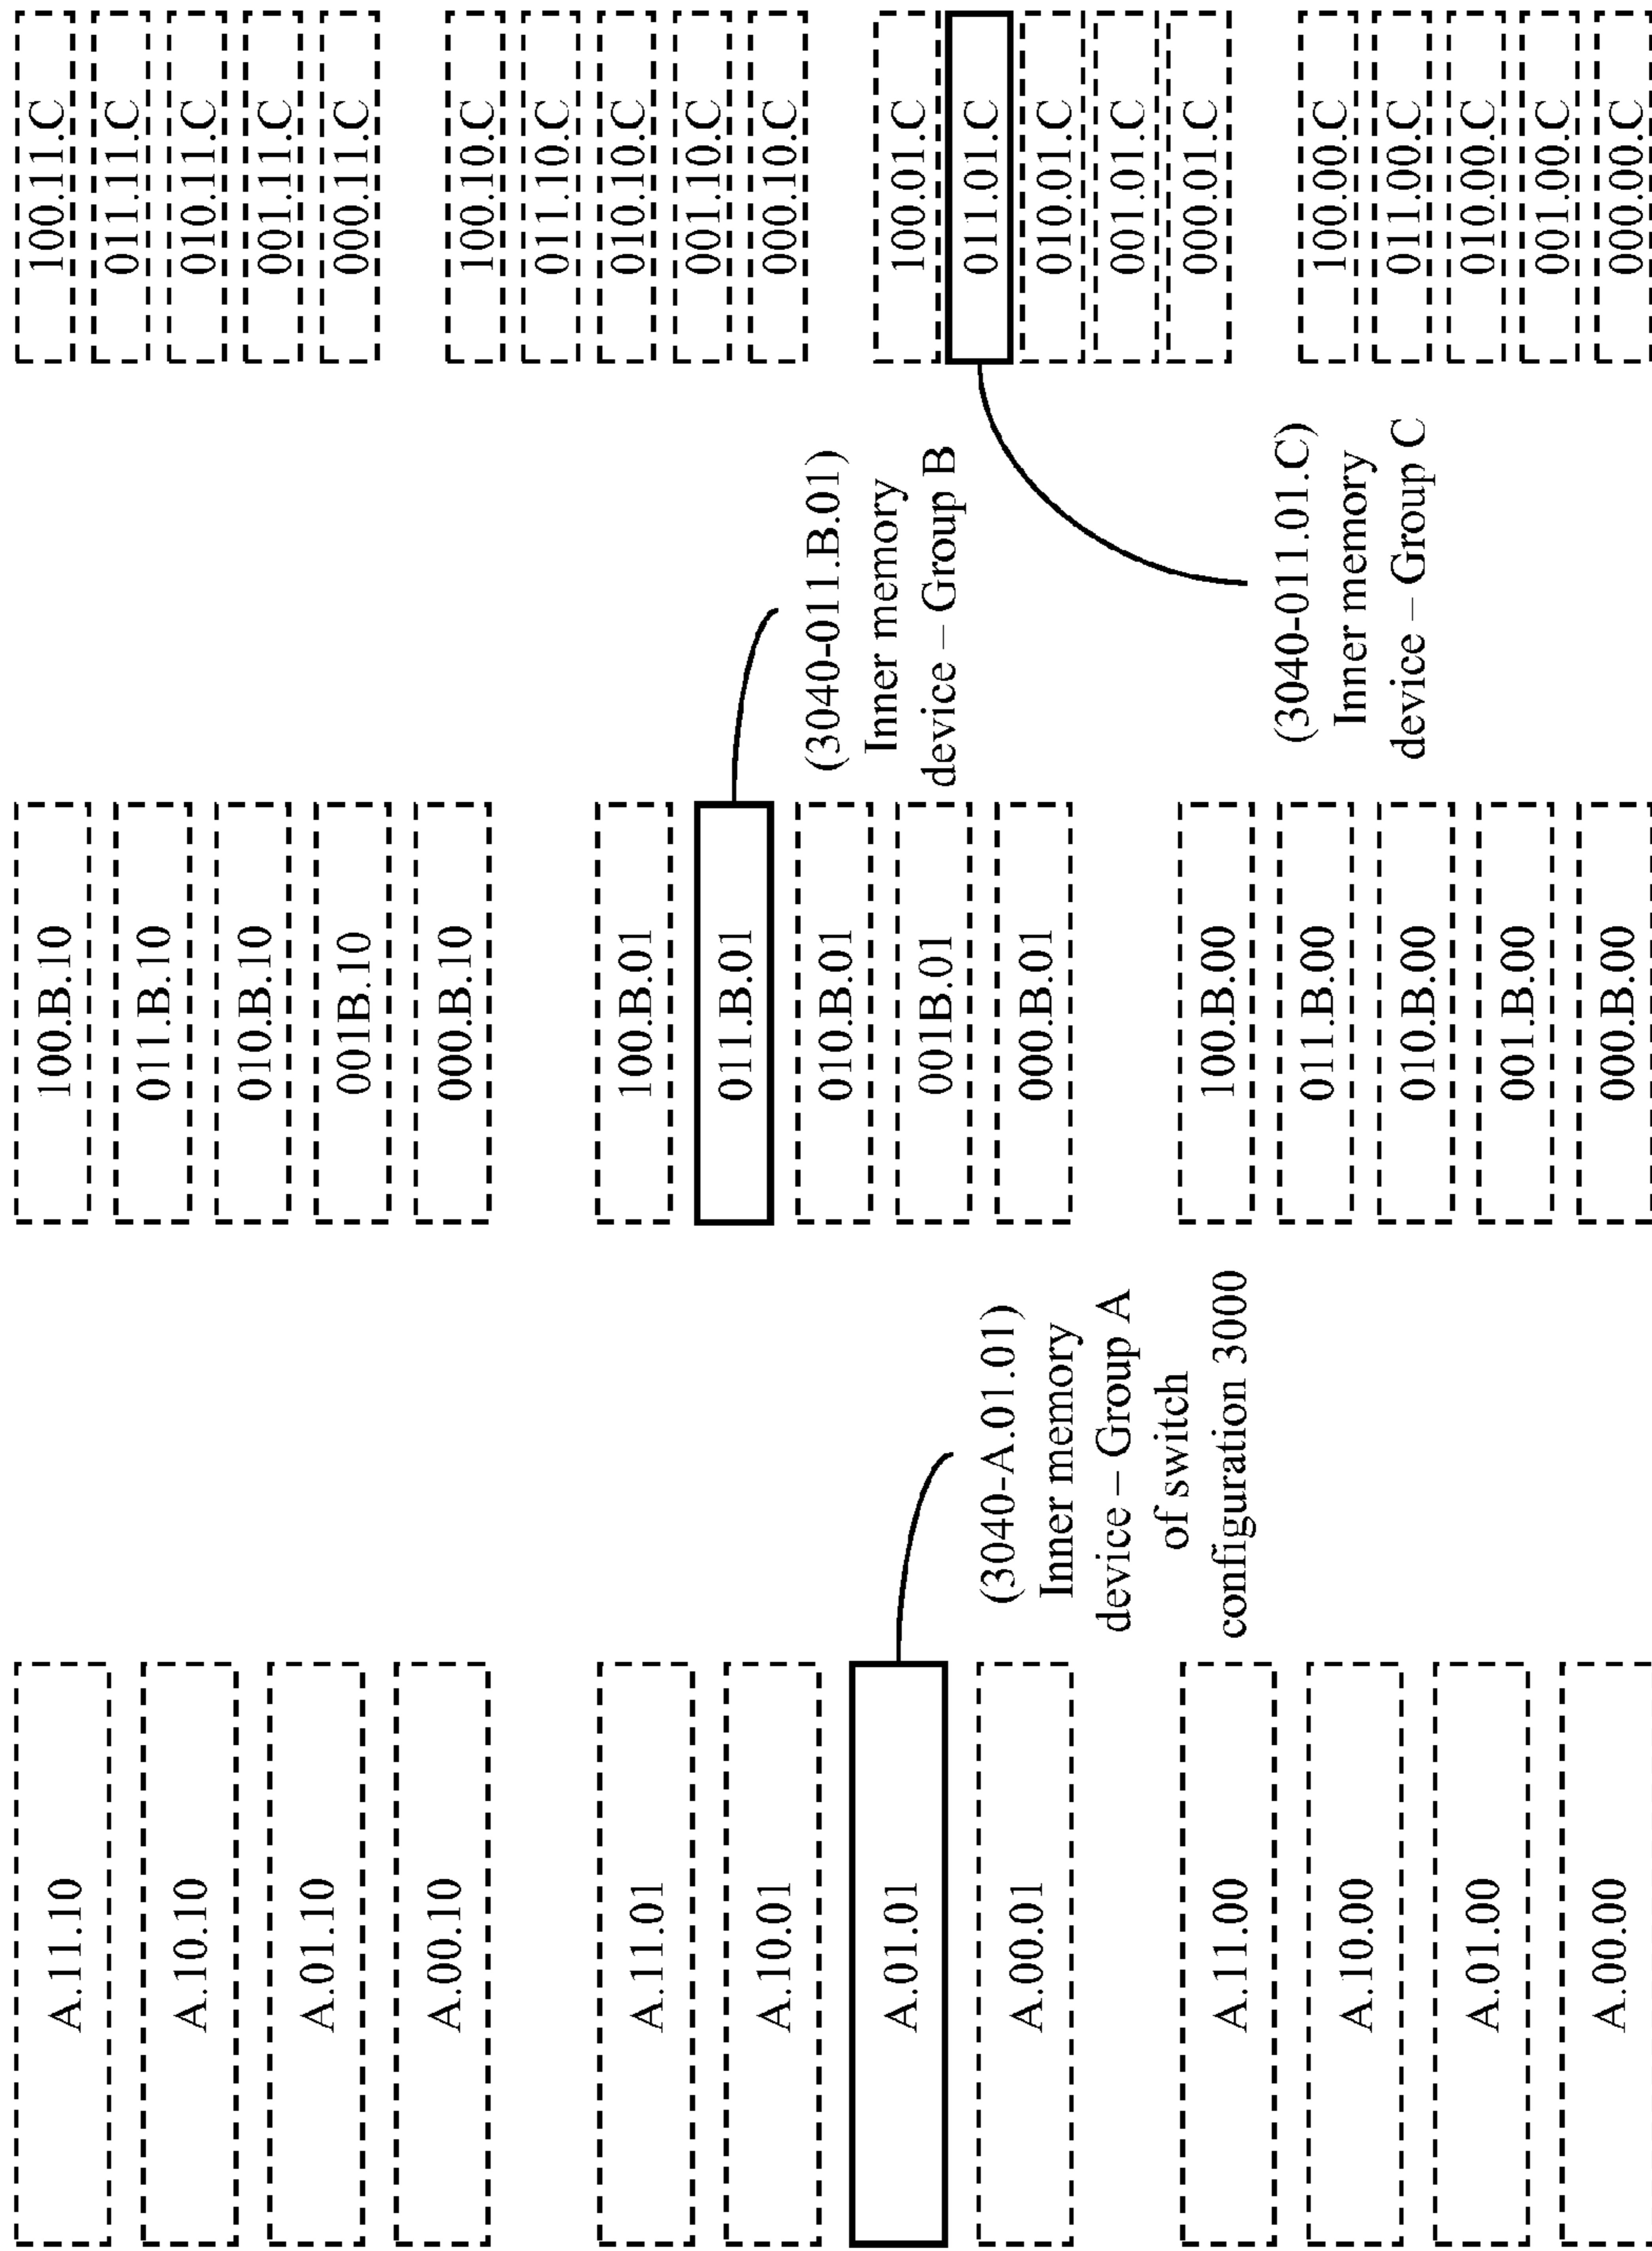 A.11.10
A.10.10
A.01.10
A.00.10
A.11.01
A.10.01
A.01.01
A.00.01
A.11.00
A.10.00
A.01.00
A.00.00
(3040-A.01.01)
Inner memory
device – Group A
of switch
configuration 3000
100.B.10
011.B.10
010.B.10
001B.10
000.B.10
100.B.01
011.B.01
010.B.01
001B.01
000.B.01
100.B.00
011.B.00
010.B.00
001.B.00
000.B.00
(3040-011.B.01)
Inner memory
device – Group B
(3040-011.01.C)
Inner memory
device – Group C
100.11.C
011.11.C
010.11.C
001.11.C
000.11.C
100.10.C
011.10.C
010.10.C
001.10.C
000.10.C
100.01.C
011.01.C
010.01.C
001.01.C
000.01.C
100.00.C
011.00.C
010.00.C
001.00.C
000.00.C